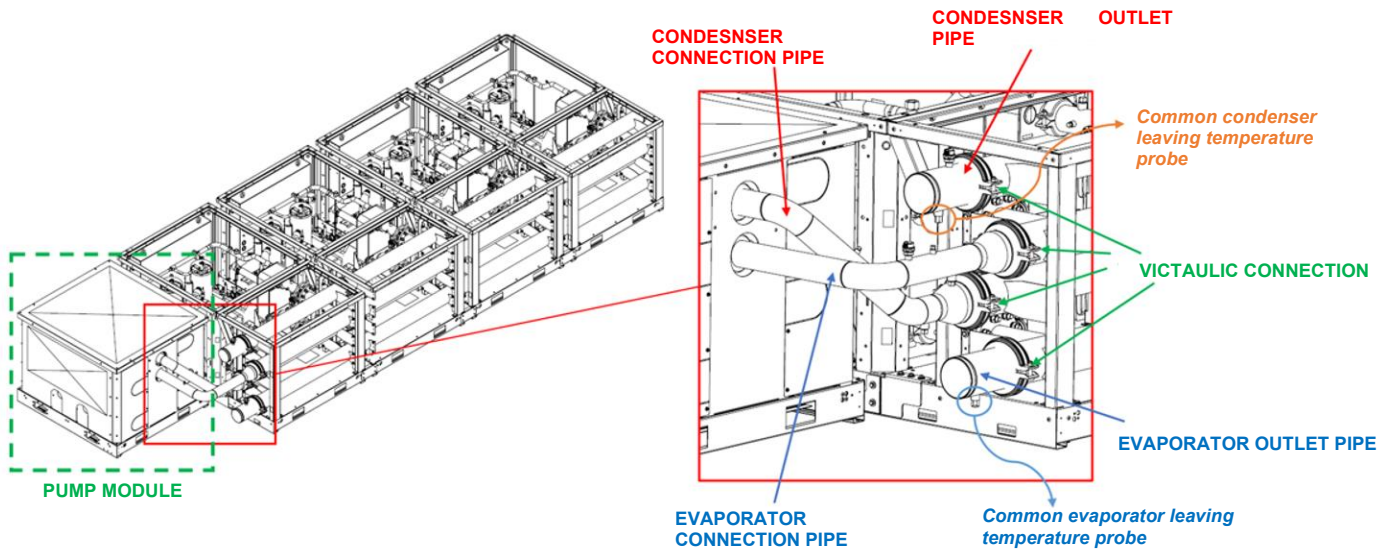 CONDESNSER OUTLET
PIPE
CONDESNSER
CONNECTION PIPE
Common condenser
leaving temperature
probe
VICTAULIC CONNECTION
EVAPORATOR OUTLET PIPE
PUMP MODULE
EVAPORATOR
CONNECTION PIPE
Common evaporator leaving
temperature probe